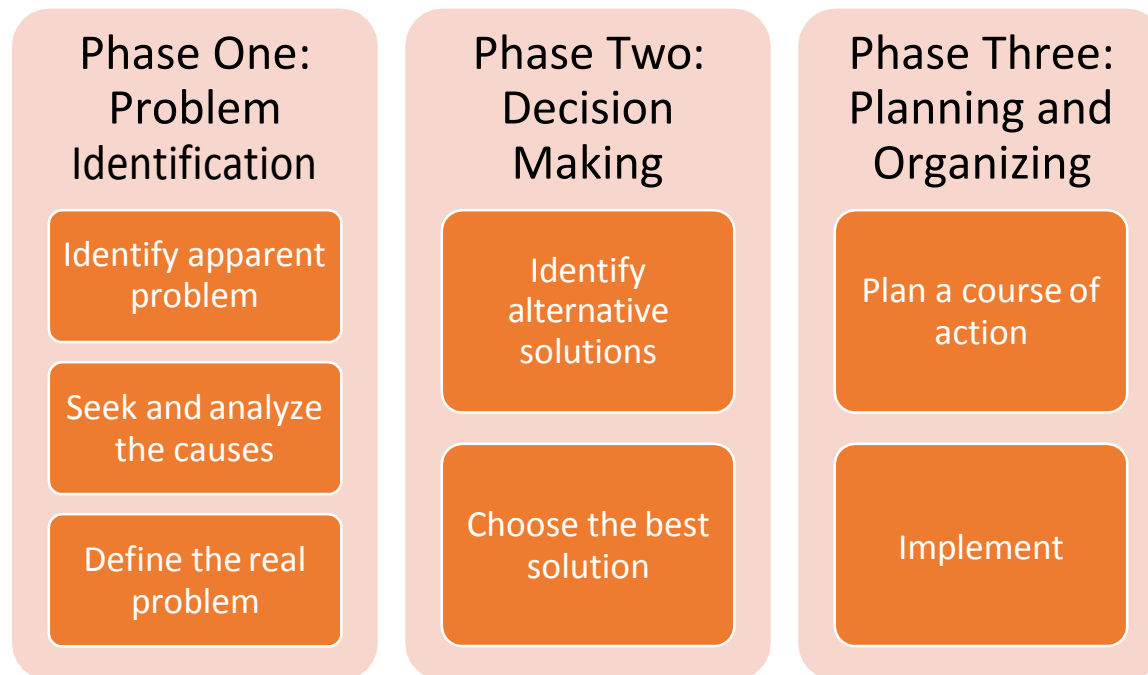 Phase One:
Problem
Identification
Identify apparent
problem
Seek and analyze
the causes
Define the real
problem
Phase Two:
Decision
Making
Identify
alternative
solutions
Choose the best
solution
Phase Three:
Planning and
Organizing
Plan a course of
action
Implement